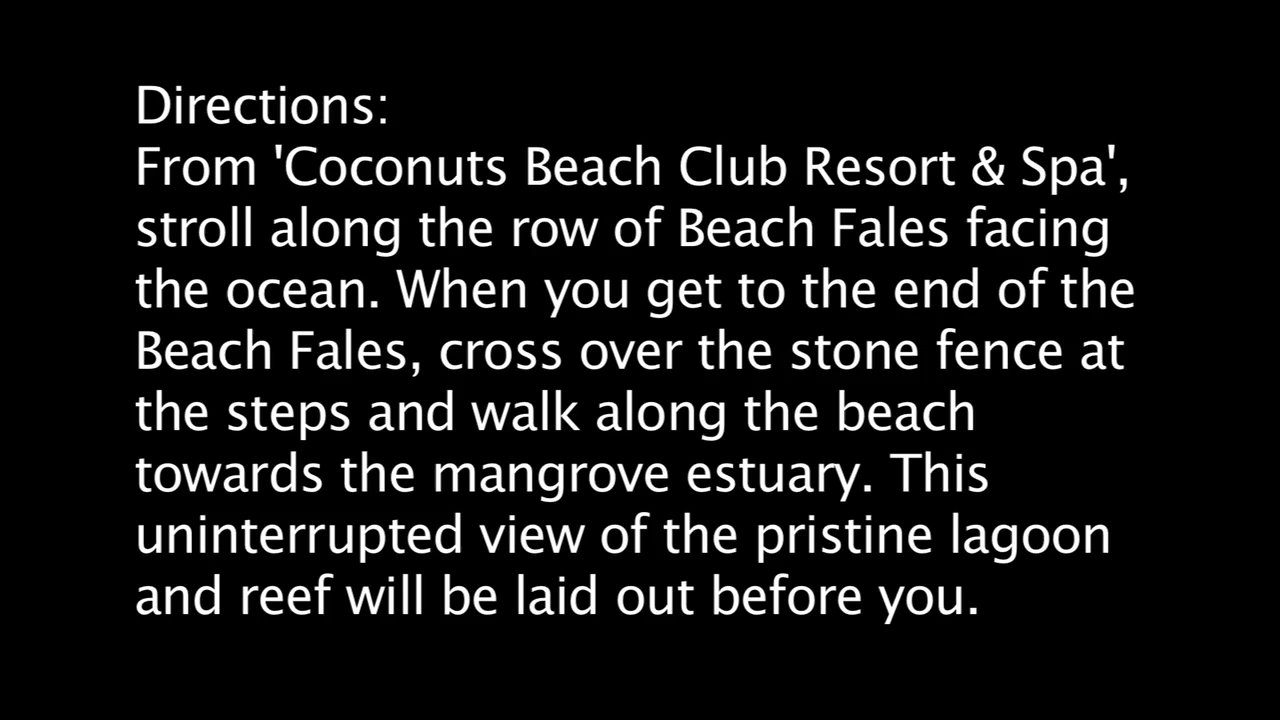 Directions:
From 'Coconuts Beach Club Resort & Spa',
stroll along the row of Beach Fales facing
the ocean. When you get to the end of the
Beach Fales, cross over the stone fence at
the steps and walk along the beach
towards the mangrove estuary. This
uninterrupted view of the pristine lagoon
and reef will be laid out before you.